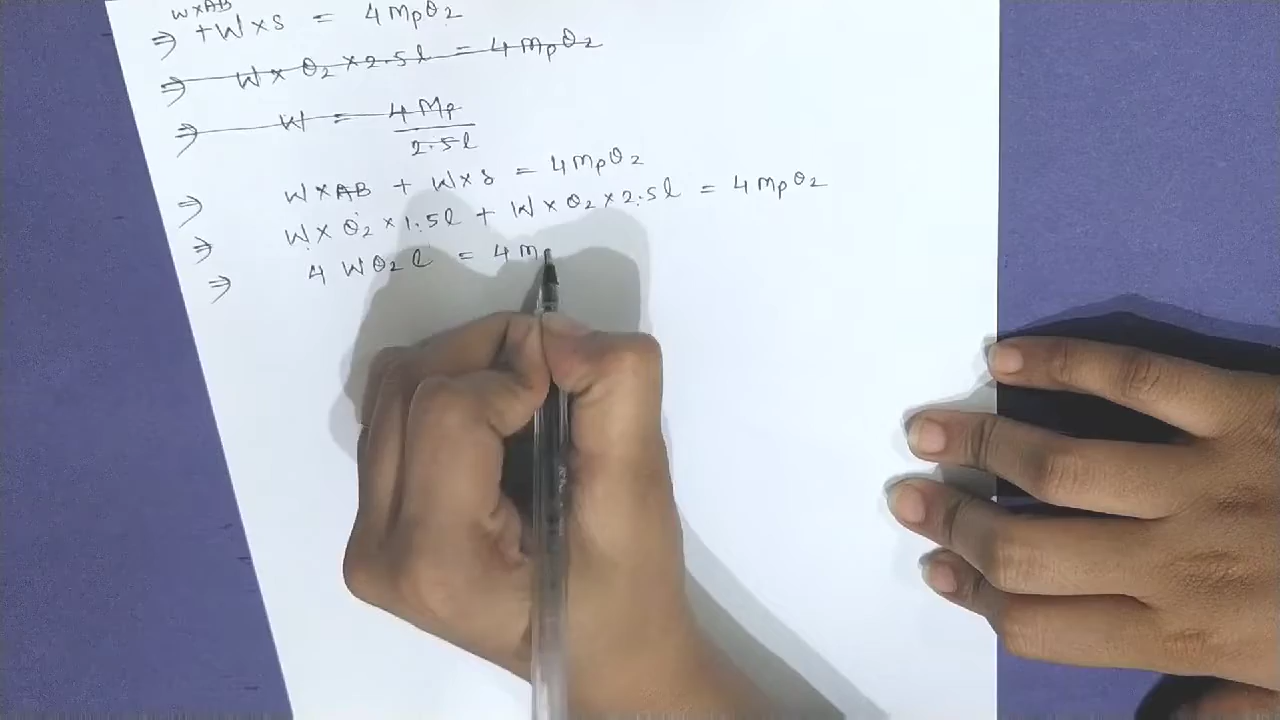 W×AB
⇒ +W×S = 4Mpθ2
⇒ W×θ2×2.5l = 4Mpθ2
⇒ W = 4Mp / 2.5l
⇒ W×AB + W×S = 4Mpθ2
⇒ W×θ2×1.5l + W×θ2×2.5l = 4Mpθ2
⇒ 4Wθ2l = 4M